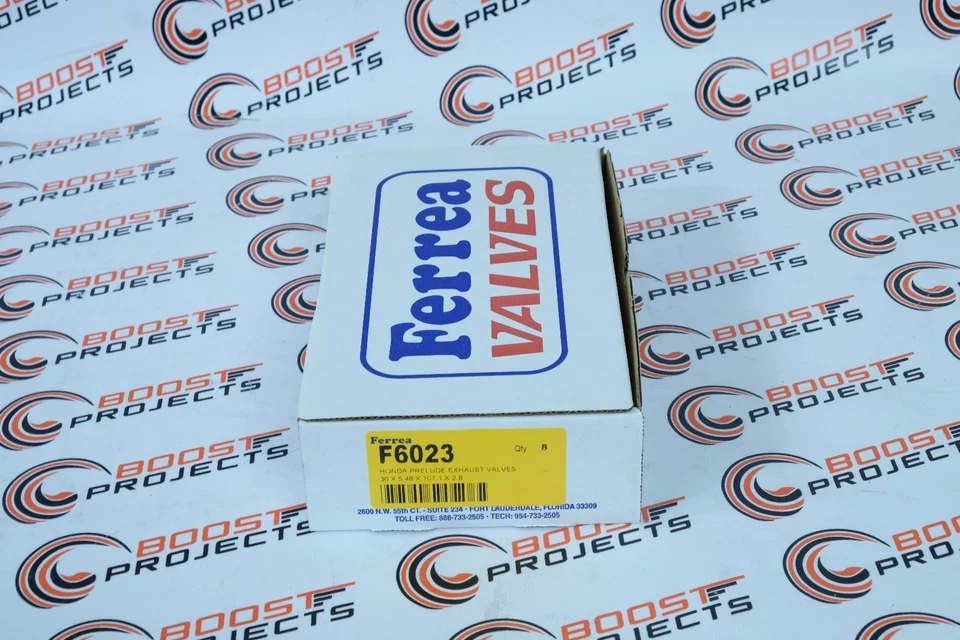 Ferrea
VALVES
Ferrea
F6023
Qty 8
HONDA PRELUDE EXHAUST VALVES
30 X 5.48 X 107.1 X 2.8
2600 N.W. 55th CT. - SUITE 234 - FORT LAUDERDALE, FLORIDA 33309
TOLL FREE: 888-733-2505 - TECH: 954-733-2505
BOOST
PROJECTS